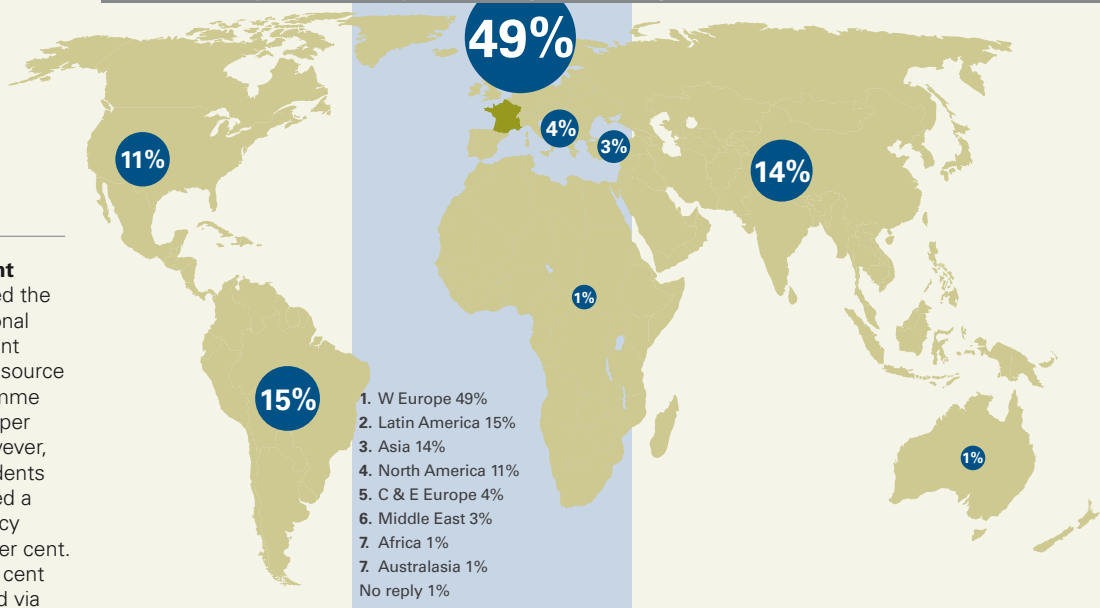 49%
4%
3%
11%
14%
1%
15%
1%
nt
ed the
onal
nt
source
mme
per
vever,
dents
ed a
cy
er cent.
cent
d via
1. W Europe 49%
2. Latin America 15%
3. Asia 14%
4. North America 11%
5. C & E Europe 4%
6. Middle East 3%
7. Africa 1%
7. Australasia 1%
No reply 1%